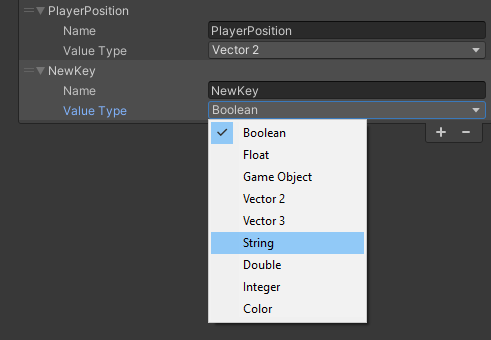 PlayerPosition
Name PlayerPosition
Value Type Vector 2
NewKey
Name NewKey
Value Type Boolean
Boolean
Float
Game Object
Vector 2
Vector 3
String
Double
Integer
Color